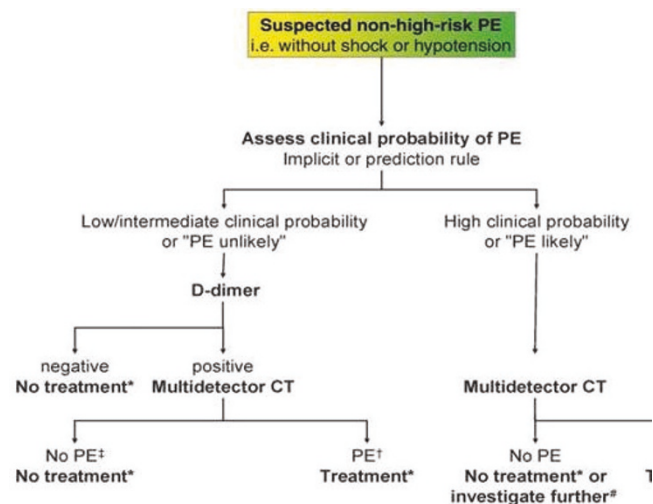 Suspected non-high-risk PE
i.e. without shock or hypotension
Assess clinical probability of PE
Implicit or prediction rule
Low/intermediate clinical probability
or "PE unlikely"
High clinical probability
or "PE likely"
D-dimer
negative
No treatment*
positive
Multidetector CT
Multidetector CT
No PE‡
No treatment*
PE†
Treatment*
No PE
No treatment* or
investigate further#